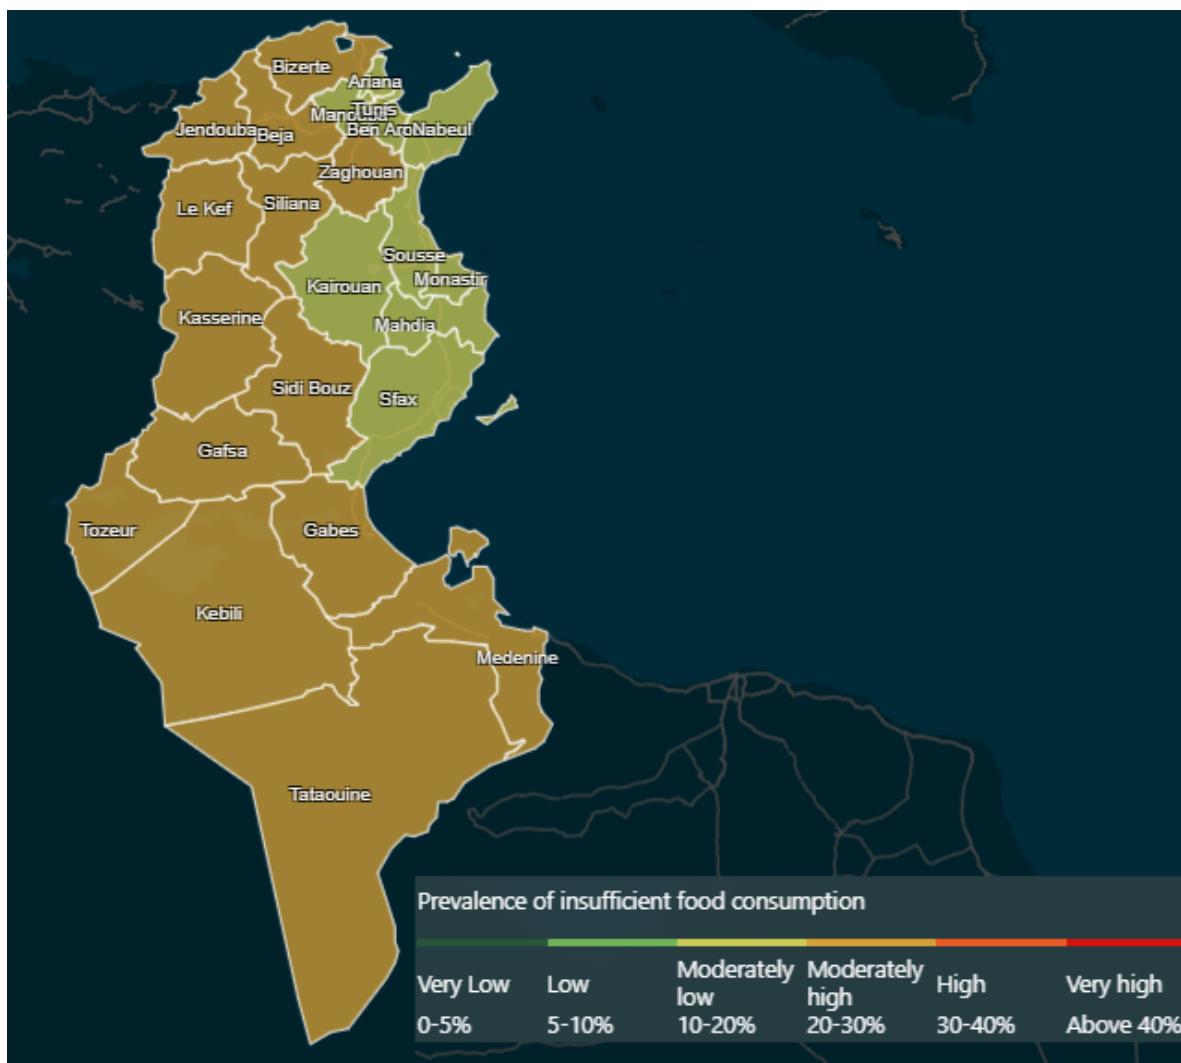 Bizerte
Ariana
Tunis
Ben Aro
Nabeul
Jendouba
Beja
Zaghouan
Le Kef
Siliana
Sousse
Kairouan
Monastir
Kasserine
Mahdia
Sidi Bouz
Sfax
Gafsa
Tozeur
Gabes
Kebili
Medenine
Tataouine
Prevalence of insufficient food consumption
Very Low
0-5%
Low
5-10%
Moderately
low
10-20%
Moderately
high
20-30%
High
30-40%
Very high
Above 40%